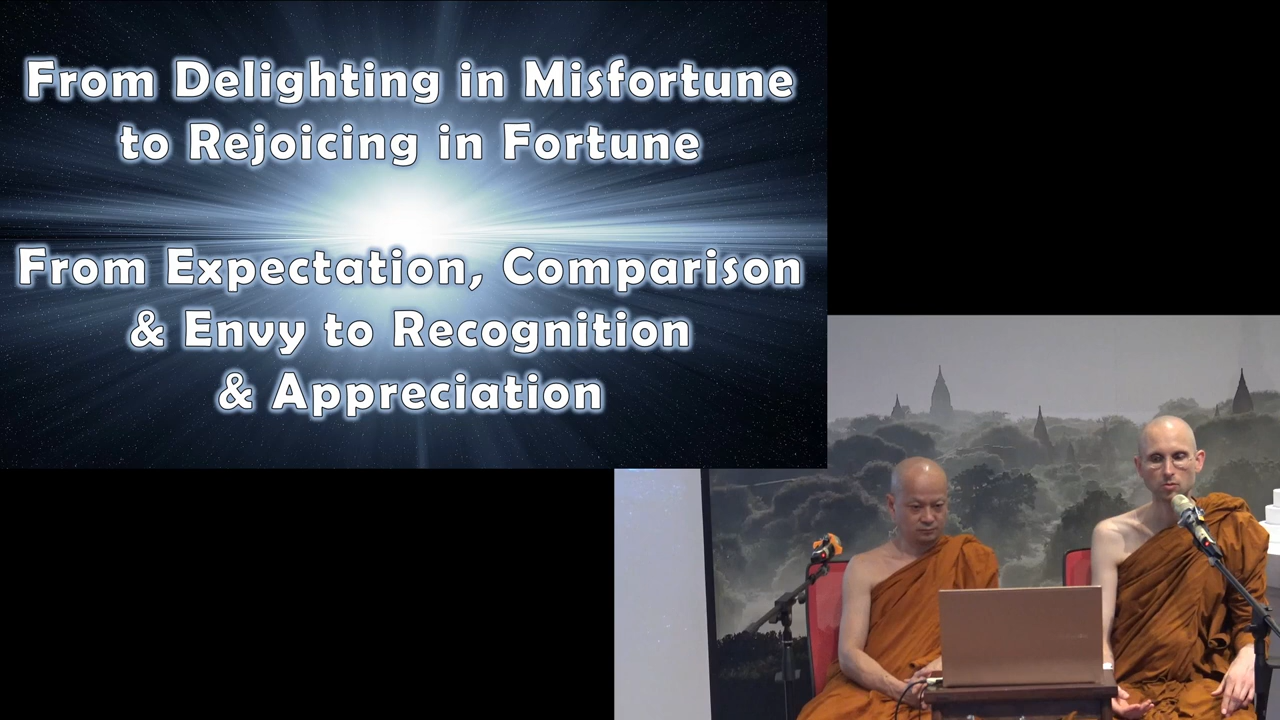 From Delighting in Misfortune
to Rejoicing in Fortune
From Expectation, Comparison
& Envy to Recognition
& Appreciation